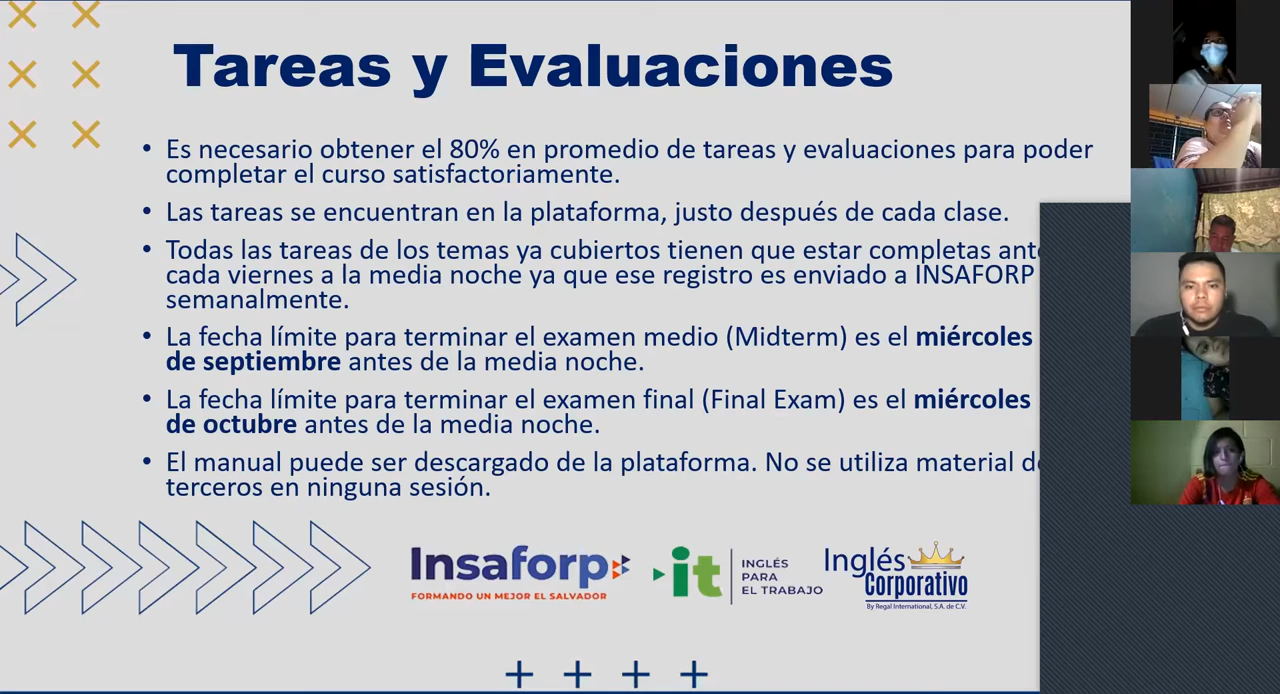 Tareas y Evaluaciones
• Es necesario obtener el 80% en promedio de tareas y evaluaciones para poder
completar el curso satisfactoriamente.
• Las tareas se encuentran en la plataforma, justo después de cada clase.
• Todas las tareas de los temas ya cubiertos tienen que estar completas
cada viernes a la media noche ya que ese registro es enviado a INSAFORP
semanalmente.
• La fecha límite para terminar el examen medio (Midterm) es el miércoles
de septiembre antes de la media noche.
• La fecha límite para terminar el examen final (Final Exam) es el miércoles
de octubre antes de la media noche.
• El manual puede ser descargado de la plataforma. No se utiliza material
terceros en ninguna sesión.
Insaforp
FORMANDO UN MEJOR EL SALVADOR
it
INGLÉS
PARA
EL TRABAJO
Inglés
Corporativo
By Regal International, S.A. de C.V.